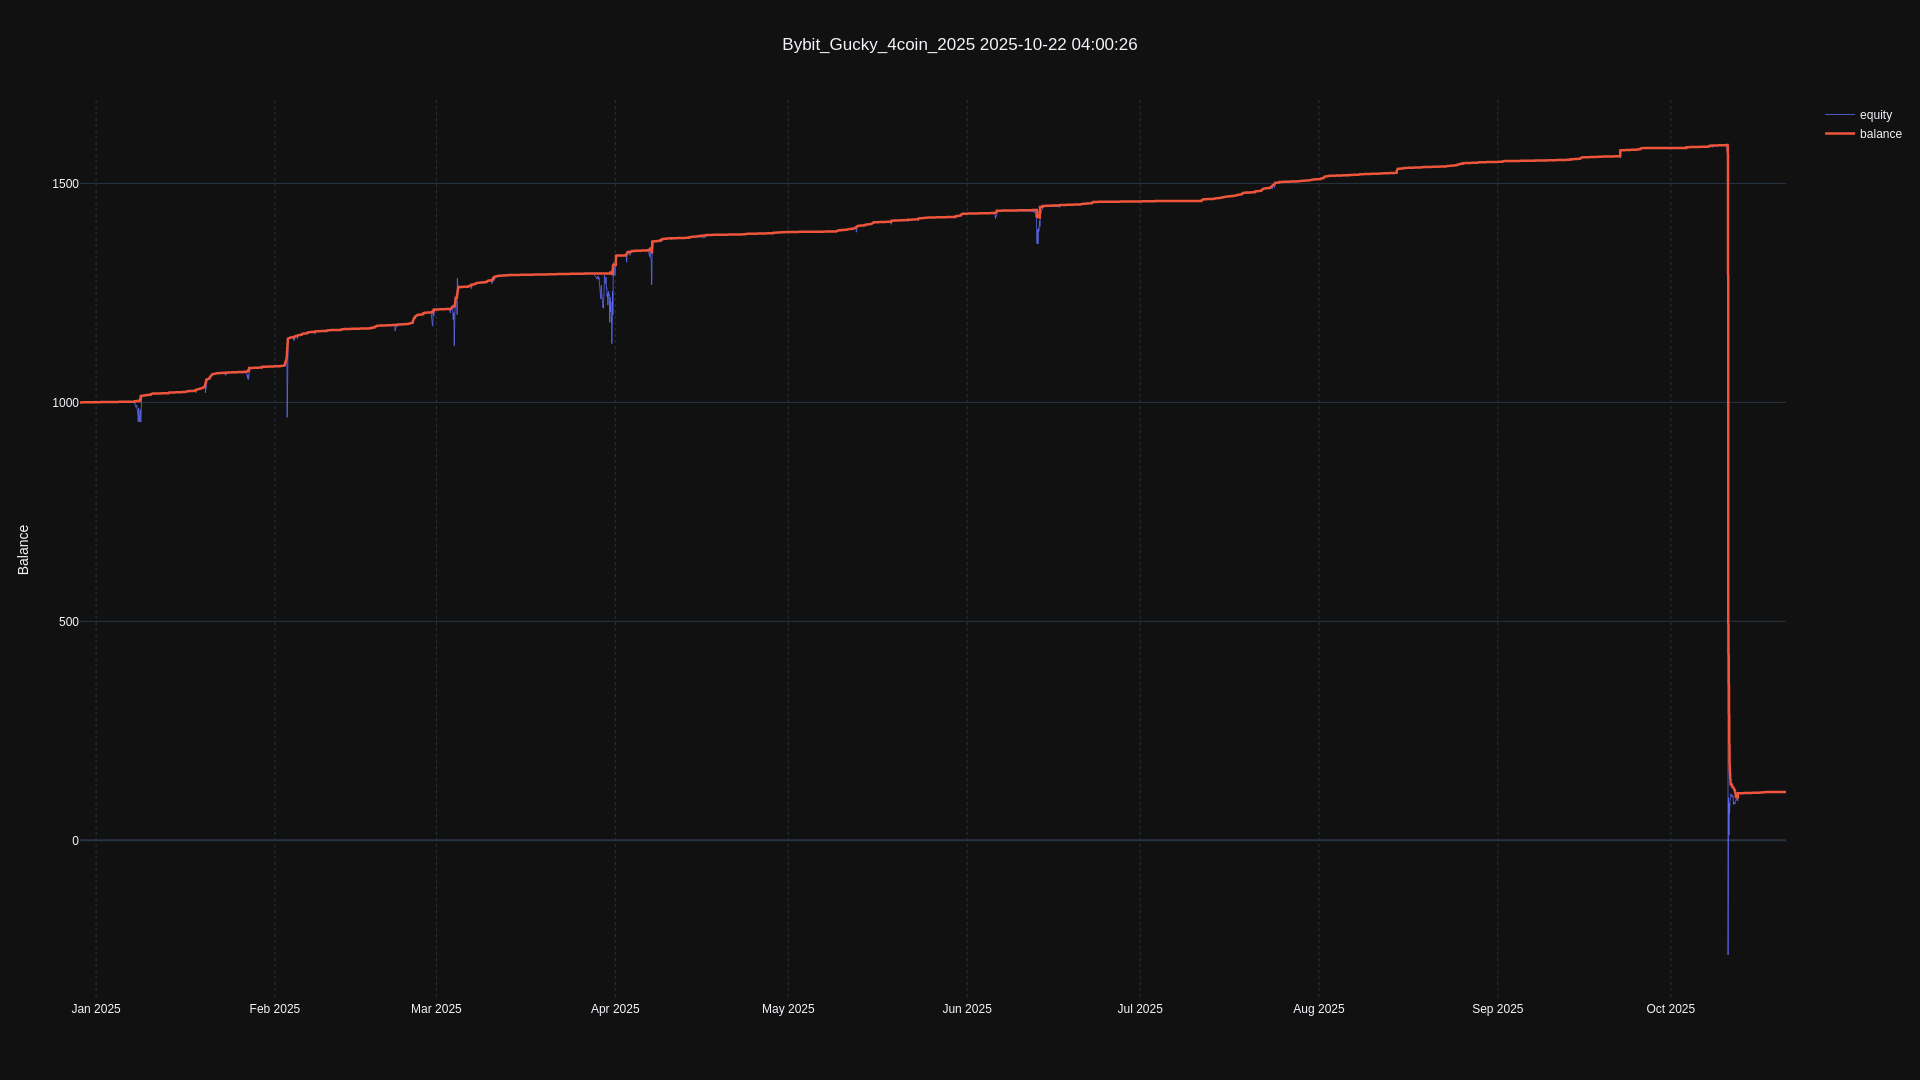 Bybit_Gucky_4coin_2025 2025-10-22 04:00:26
equity
balance
1500
1000
500
0
Balance
Jan 2025
Feb 2025
Mar 2025
Apr 2025
May 2025
Jun 2025
Jul 2025
Aug 2025
Sep 2025
Oct 2025